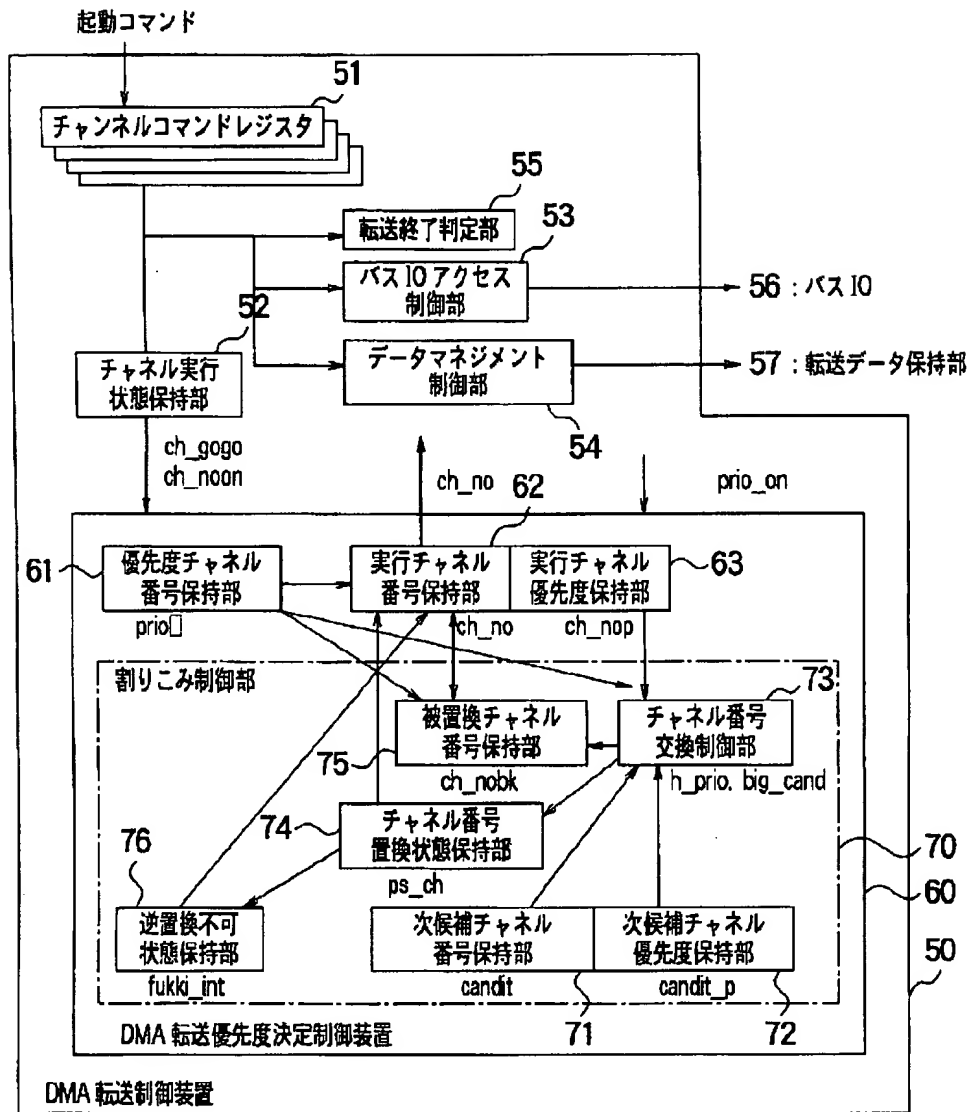 起動コマンド
51
チャンネルコマンドレジスタ
55
転送終了判定部
53
バス IO アクセス
制御部
56 : バス IO
52
チャネル実行
状態保持部
データマネジメント
制御部
57 : 転送データ保持部
54
ch_gogo
ch_noon
ch_no
62
prio_on
61
優先度チャネル
番号保持部
実行チャネル
番号保持部
実行チャネル
優先度保持部
63
prio[]
ch_no
ch_nop
割りこみ制御部
73
被置換チャネル
番号保持部
チャネル番号
交換制御部
75
ch_nobk
h_prio, big_cand
74
チャネル番号
置換状態保持部
76
ps_ch
70
60
逆置換不可
状態保持部
次候補チャネル
番号保持部
次候補チャネル
優先度保持部
50
fukki_int
candit
candit_p
71
72
DMA 転送優先度決定制御装置
DMA 転送制御装置